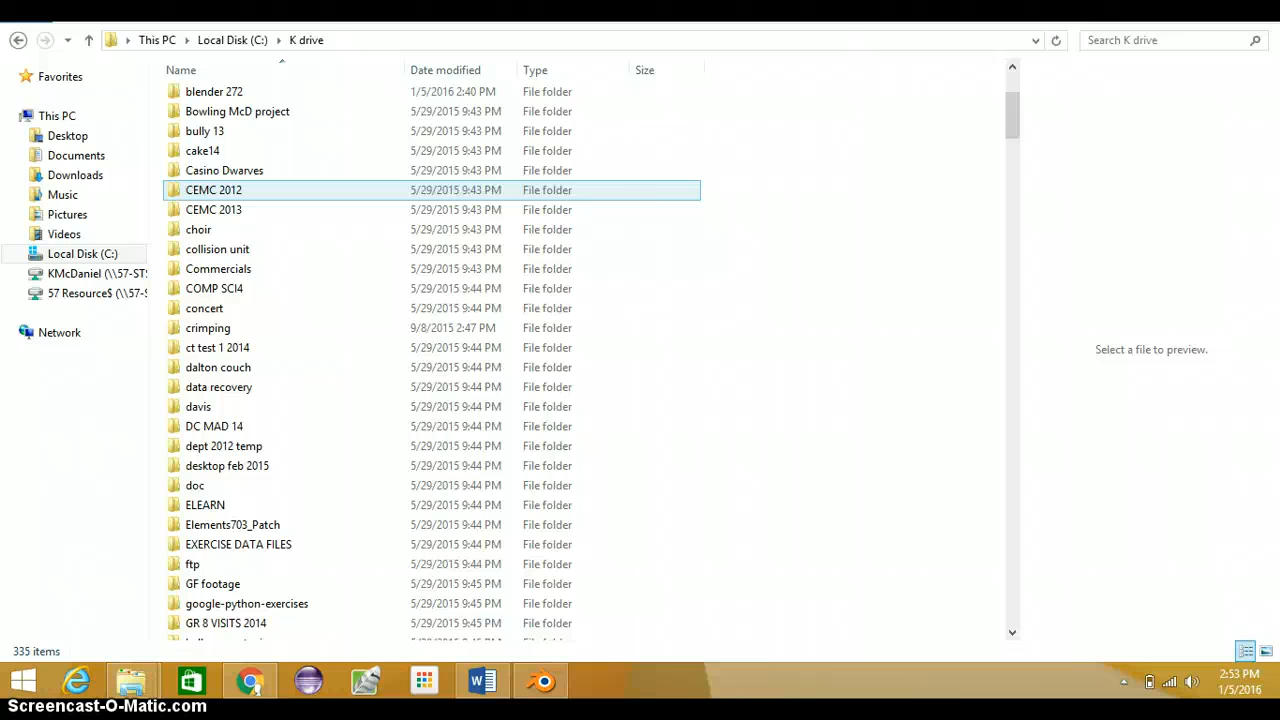 This PC Local Disk (C:) K drive Search K drive
Name Date modified Type Size
Favorites
This PC
Desktop
Documents
Downloads
Music
Pictures
Videos
Local Disk (C:)
KMcDaniel (\\57-STS
57 Resource$ (\\57-S
Network
blender 272 1/5/2016 2:40 PM File folder
Bowling McD project 5/29/2015 9:43 PM File folder
bully 13 5/29/2015 9:43 PM File folder
cake14 5/29/2015 9:43 PM File folder
Casino Dwarves 5/29/2015 9:43 PM File folder
CEMC 2012 5/29/2015 9:43 PM File folder
CEMC 2013 5/29/2015 9:43 PM File folder
choir 5/29/2015 9:43 PM File folder
collision unit 5/29/2015 9:43 PM File folder
Commercials 5/29/2015 9:43 PM File folder
COMP SCI4 5/29/2015 9:44 PM File folder
concert 5/29/2015 9:44 PM File folder
crimping 9/8/2015 2:47 PM File folder
ct test 1 2014 5/29/2015 9:44 PM File folder
dalton couch 5/29/2015 9:44 PM File folder
data recovery 5/29/2015 9:44 PM File folder
davis 5/29/2015 9:44 PM File folder
DC MAD 14 5/29/2015 9:44 PM File folder
dept 2012 temp 5/29/2015 9:44 PM File folder
desktop feb 2015 5/29/2015 9:44 PM File folder
doc 5/29/2015 9:44 PM File folder
ELEARN 5/29/2015 9:44 PM File folder
Elements703_Patch 5/29/2015 9:44 PM File folder
EXERCISE DATA FILES 5/29/2015 9:44 PM File folder
ftp 5/29/2015 9:44 PM File folder
GF footage 5/29/2015 9:45 PM File folder
google-python-exercises 5/29/2015 9:45 PM File folder
GR 8 VISITS 2014 5/29/2015 9:45 PM File folder
Select a file to preview.
335 items
2:53 PM
1/5/2016
Screencast-O-Matic.com